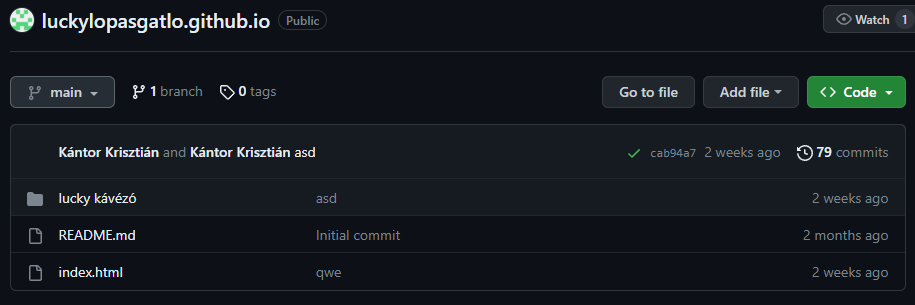 luckylopasgatlo.github.io Public Watch 1
main 1 branch 0 tags Go to file Add file Code
Kántor Krisztián and Kántor Krisztián asd cab94a7 2 weeks ago 79 commits
lucky kávézó asd 2 weeks ago
README.md Initial commit 2 months ago
index.html qwe 2 weeks ago